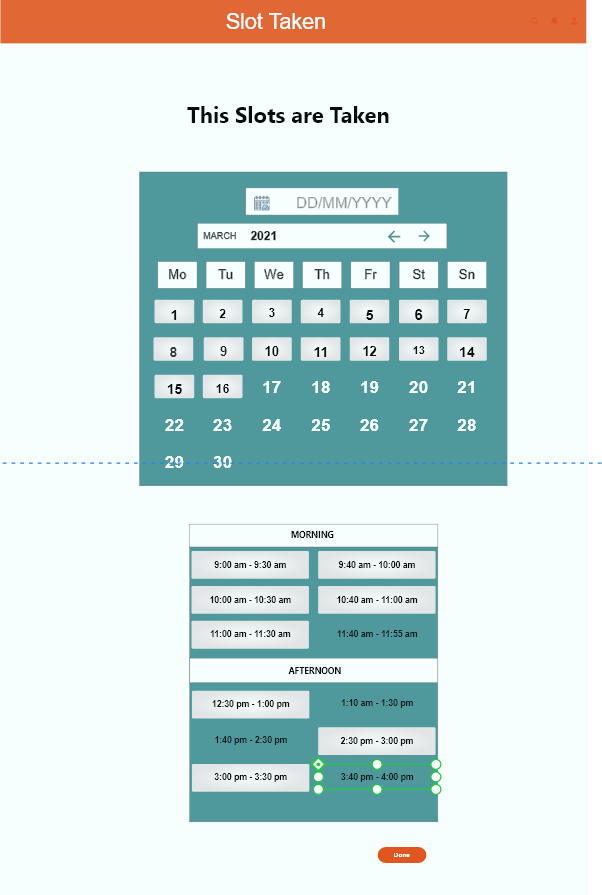 Slot Taken
This Slots are Taken
DD/MM/YYYY
MARCH 2021
Mo Tu We Th Fr St Sn
1 2 3 4 5 6 7
8 9 10 11 12 13 14
15 16 17 18 19 20 21
22 23 24 25 26 27 28
29 30
MORNING
9:00 am - 9:30 am 9:40 am - 10:00 am
10:00 am - 10:30 am 10:40 am - 11:00 am
11:00 am - 11:30 am 11:40 am - 11:55 am
AFTERNOON
12:30 pm - 1:00 pm 1:10 am - 1:30 pm
1:40 pm - 2:30 pm 2:30 pm - 3:00 pm
3:00 pm - 3:30 pm 3:40 pm - 4:00 pm
Done